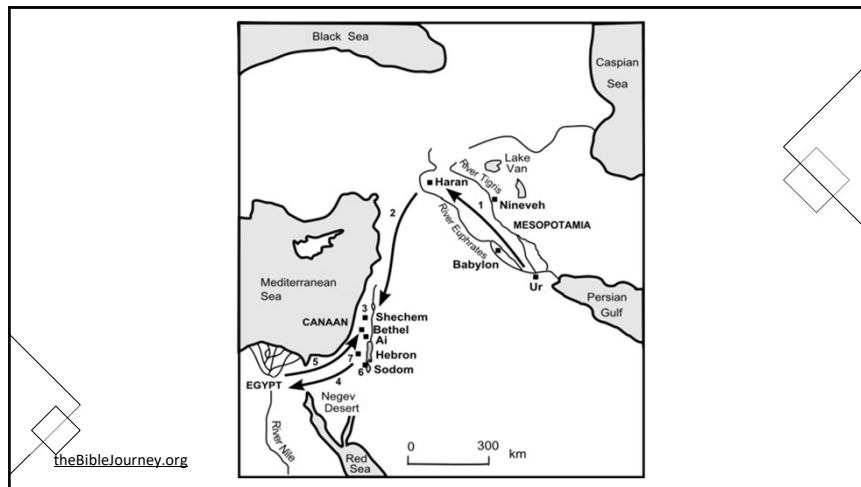 Black Sea
Caspian
Sea
Lake
Van
River Tigris
Haran
Nineveh
1
2
MESOPOTAMIA
River Euphrates
Babylon
Ur
Mediterranean
Sea
Persian
Gulf
3
Shechem
CANAAN
Bethel
Ai
7
Hebron
5
6
Sodom
4
EGYPT
Negev
Desert
River Nile
Red
Sea
0
300
km
theBibleJourney.org